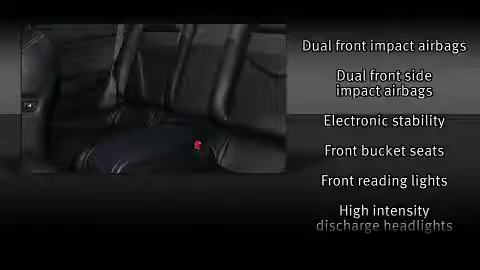 Dual front impact airbags
Dual front side
impact airbags
Electronic stability
Front bucket seats
Front reading lights
High intensity
discharge headlights